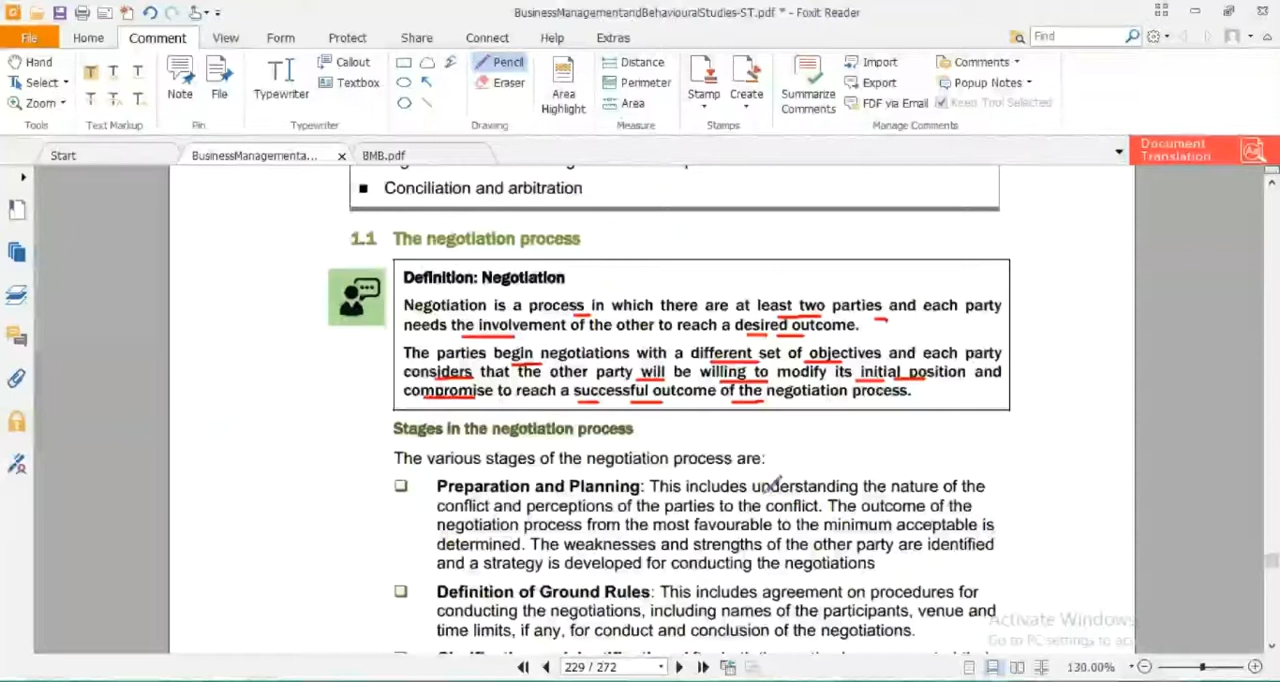 BusinessManagementandBehaviouralStudies-ST.pdf * - Foxit Reader
File Home Comment View Form Protect Share Connect Help Extras Find
Hand
Select
Zoom
Tools
Text Markup
Note
File
Pin
Typewriter
Callout
Textbox
Typewriter
Pencil
Eraser
Drawing
Area
Highlight
Distance
Perimeter
Area
Measure
Stamp
Create
Stamps
Summarize
Comments
Import
Export
FDF via Email
Comments
Popup Notes
Keep Tool Selected
Manage Comments
Start BusinessManagementa... BMB.pdf
Document
Translation
■ Conciliation and arbitration
1.1 The negotiation process
Definition: Negotiation
Negotiation is a process in which there are at least two parties and each party
needs the involvement of the other to reach a desired outcome.
The parties begin negotiations with a different set of objectives and each party
considers that the other party will be willing to modify its initial position and
compromise to reach a successful outcome of the negotiation process.
Stages in the negotiation process
The various stages of the negotiation process are:
❑ Preparation and Planning: This includes understanding the nature of the
conflict and perceptions of the parties to the conflict. The outcome of the
negotiation process from the most favourable to the minimum acceptable is
determined. The weaknesses and strengths of the other party are identified
and a strategy is developed for conducting the negotiations
❑ Definition of Ground Rules: This includes agreement on procedures for
conducting the negotiations, including names of the participants, venue and
time limits, if any, for conduct and conclusion of the negotiations.
Activate Windows
Go to PC settings to
229 / 272
130.00%